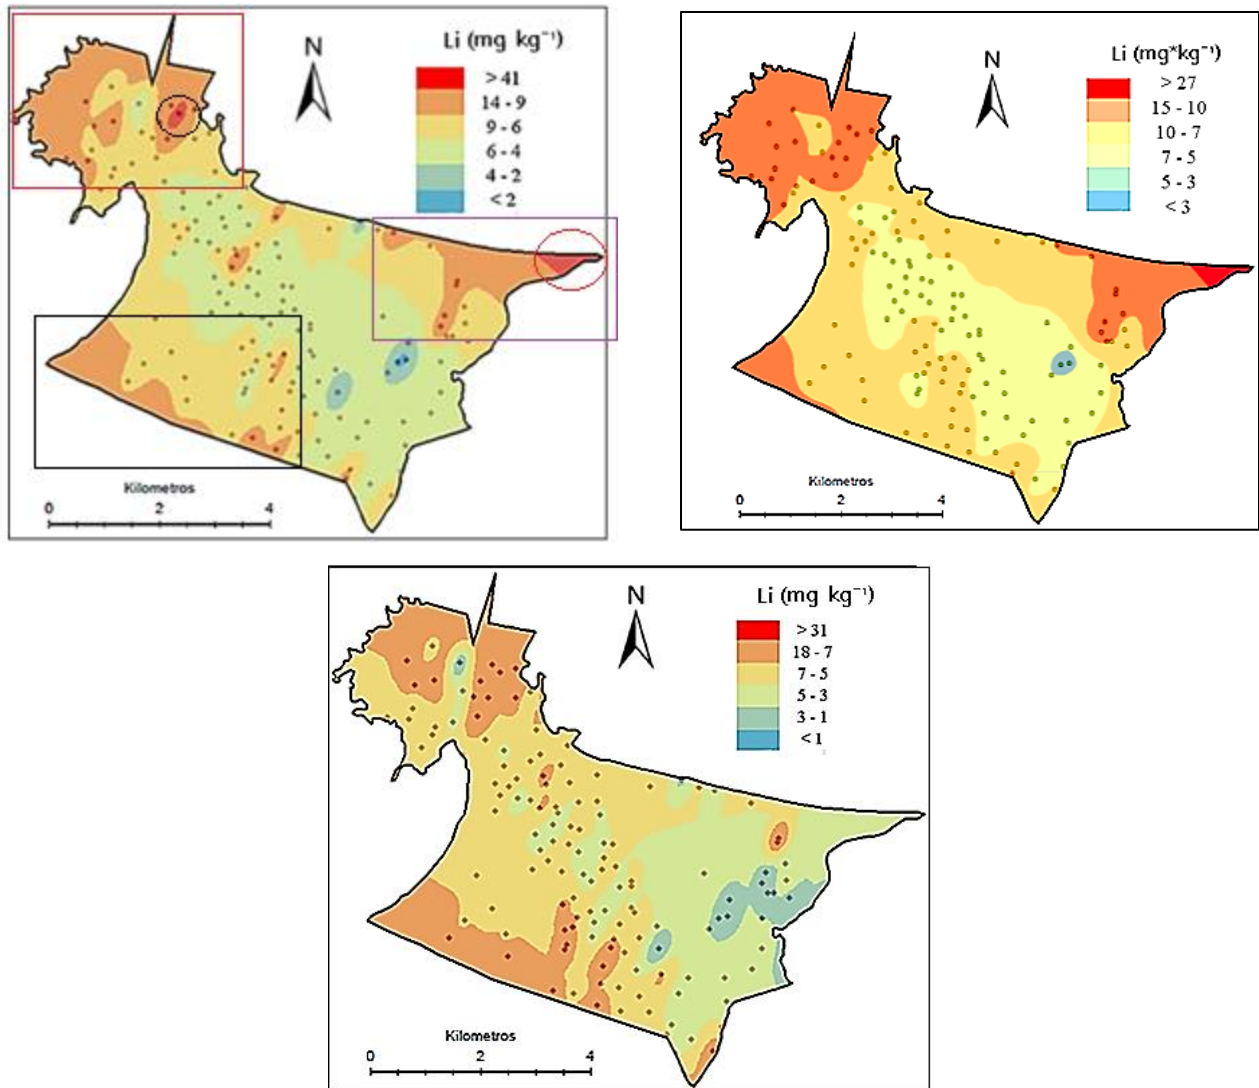 N
Li (mg kg⁻¹)
> 41
14 - 9
9 - 6
6 - 4
4 - 2
< 2
Kilometros
0 2 4
N
Li (mg*kg⁻¹)
> 27
15 - 10
10 - 7
7 - 5
5 - 3
< 3
Kilometros
0 2 4
N
Li (mg kg⁻¹)
> 31
18 - 7
7 - 5
5 - 3
3 - 1
< 1
Kilometros
0 2 4